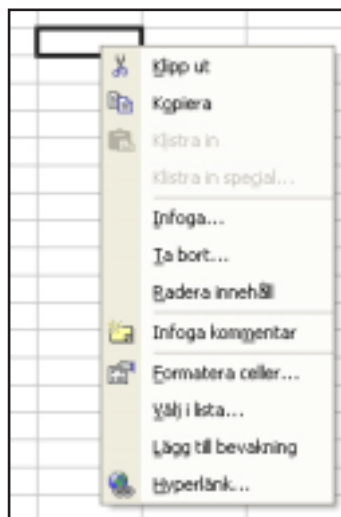 Klipp ut
Kopiera
Klistra in
Klistra in special...
Infoga...
Ta bort...
Radera innehåll
Infoga kommentar
Formatera celler...
Välj i lista...
Lägg till bevakning
Hyperlänk...